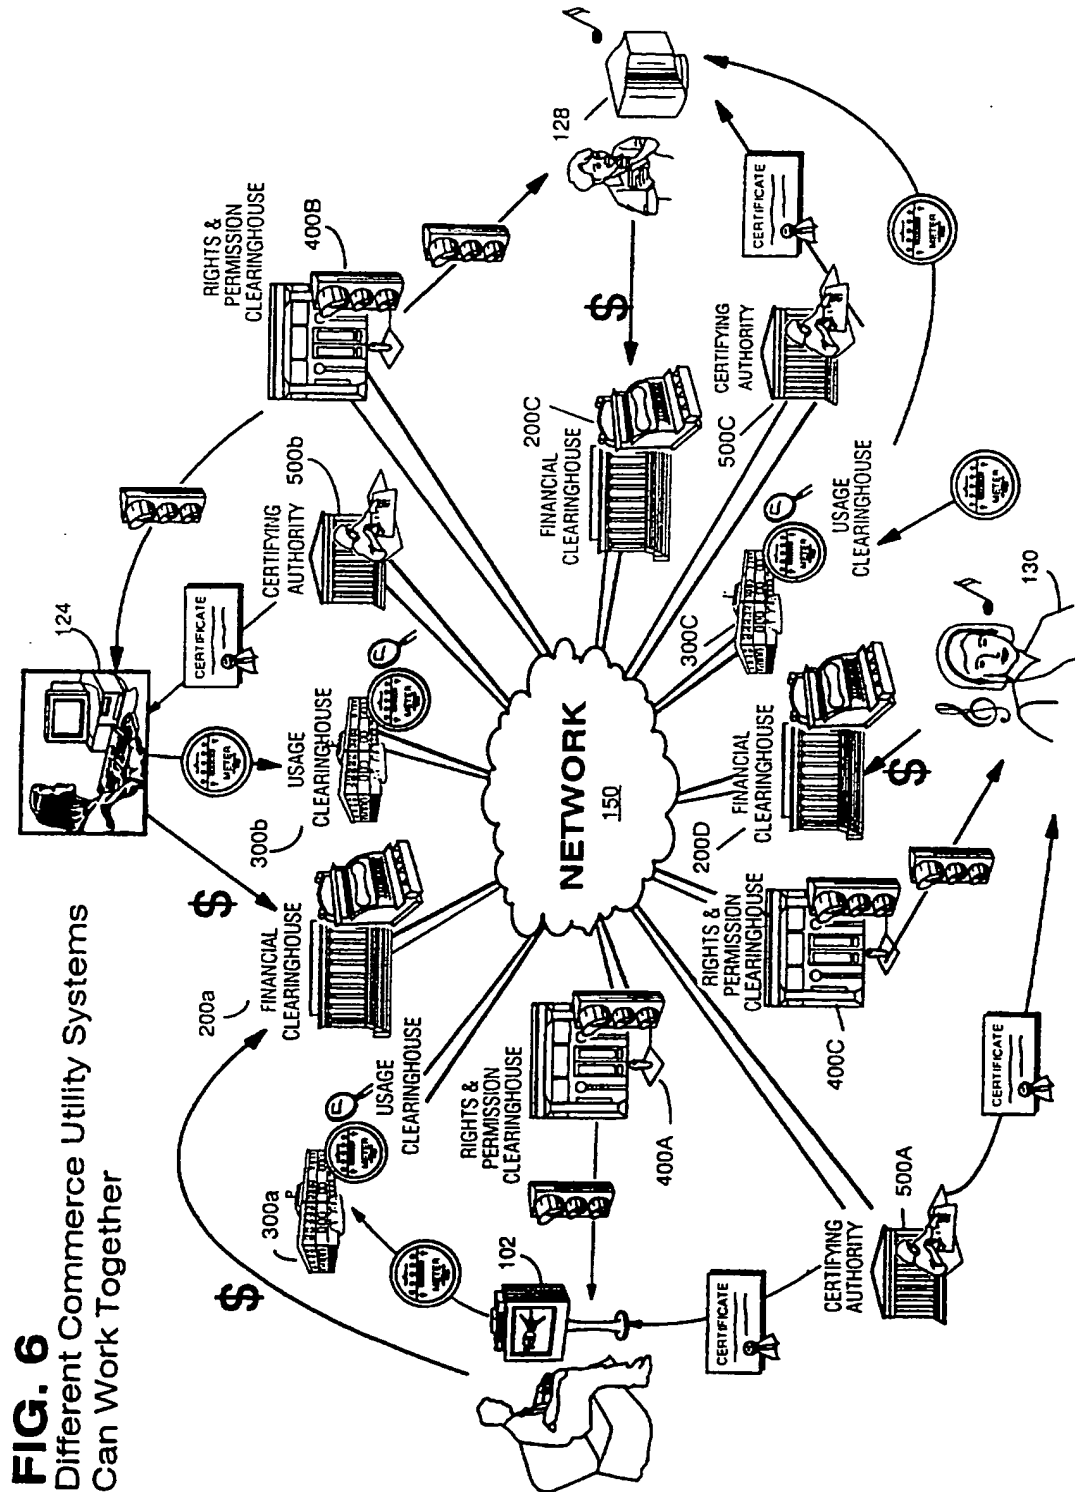 FIG. 6
Different Commerce Utility Systems
Can Work Together
200a
FINANCIAL
CLEARINGHOUSE
$
$
300b
USAGE
CLEARINGHOUSE
METER
124
CERTIFICATE
CERTIFYING
AUTHORITY
500b
RIGHTS &
PERMISSION
CLEARINGHOUSE
400B
300a
USAGE
CLEARINGHOUSE
METER
102
RIGHTS &
PERMISSION
CLEARINGHOUSE
400A
NETWORK
150
FINANCIAL
CLEARINGHOUSE
200C
$
128
CERTIFYING
AUTHORITY
500C
CERTIFICATE
300C
USAGE
CLEARINGHOUSE
METER
METER
200D
FINANCIAL
CLEARINGHOUSE
$
130
RIGHTS &
PERMISSION
CLEARINGHOUSE
400C
CERTIFICATE
CERTIFYING
AUTHORITY
500A
CERTIFICATE